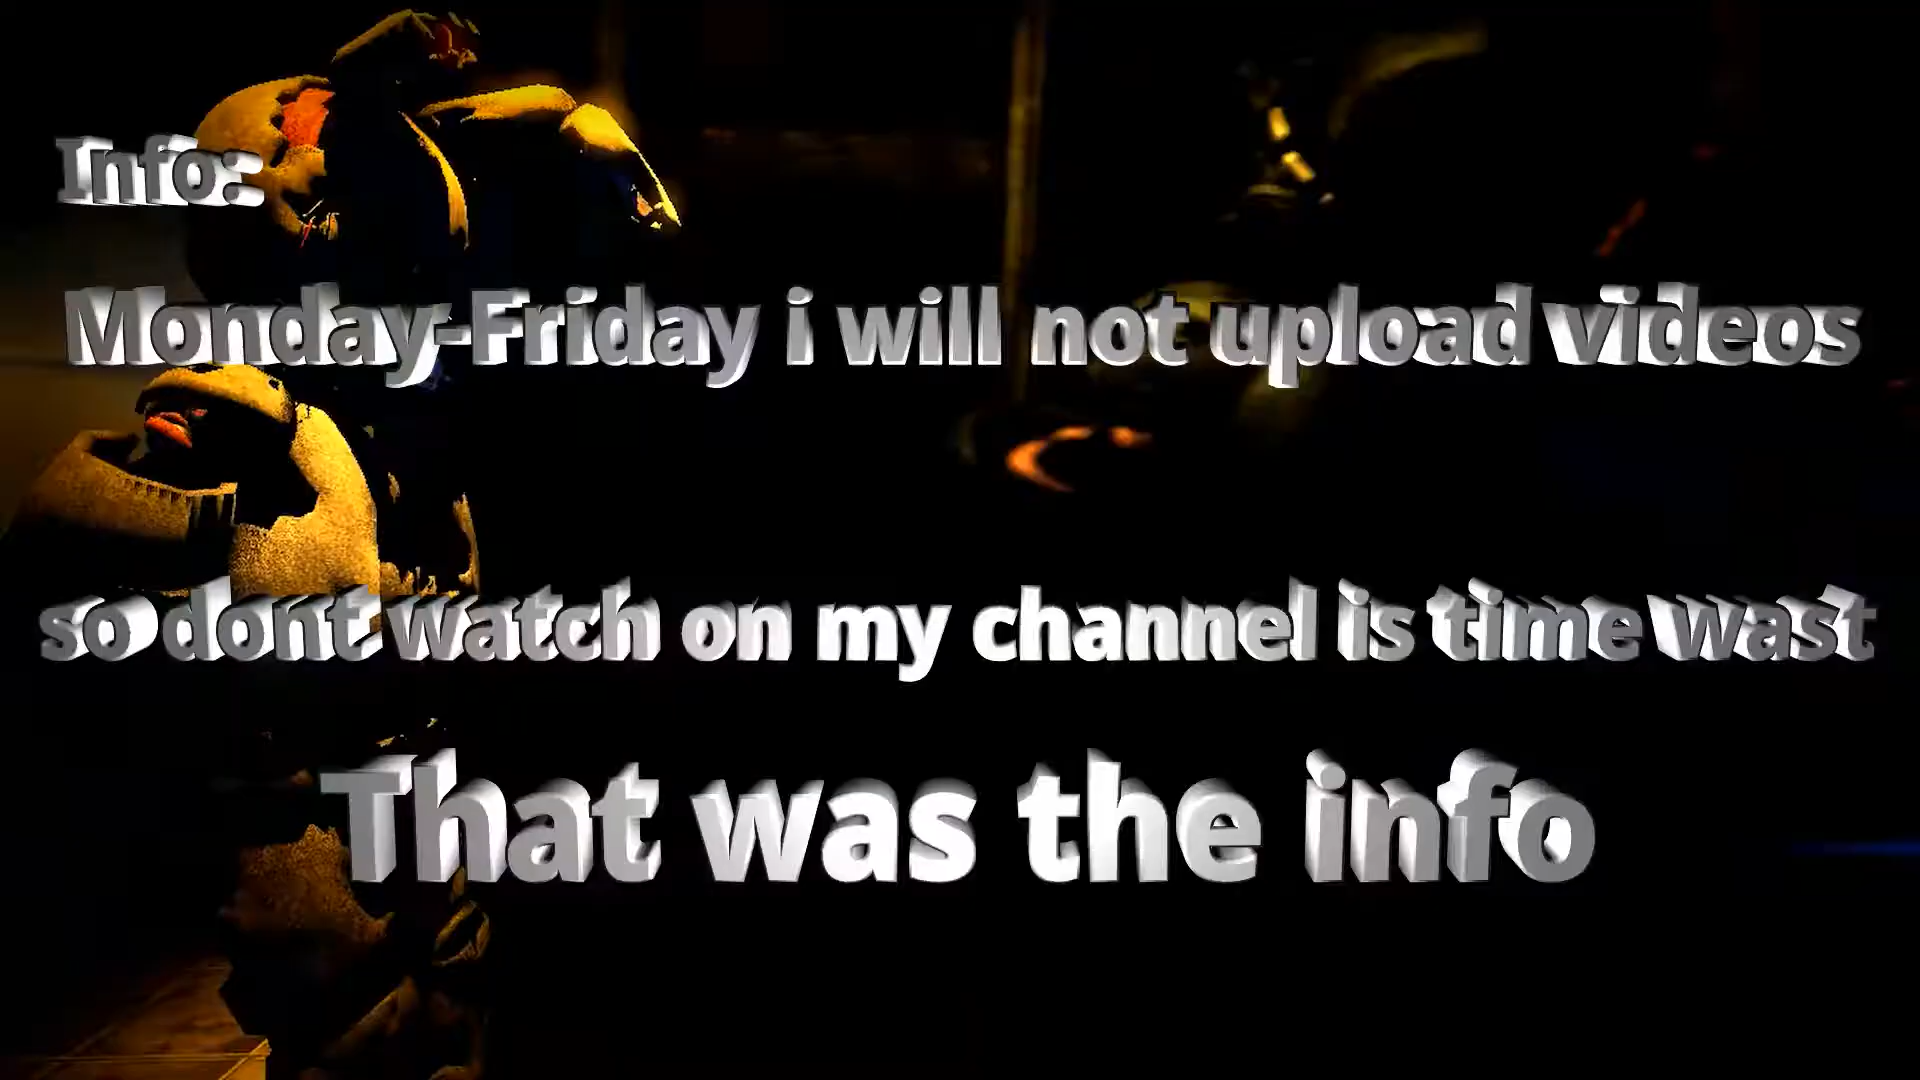 Info:
Monday-Friday i will not upload videos
so dont watch on my channel is time wast
That was the info